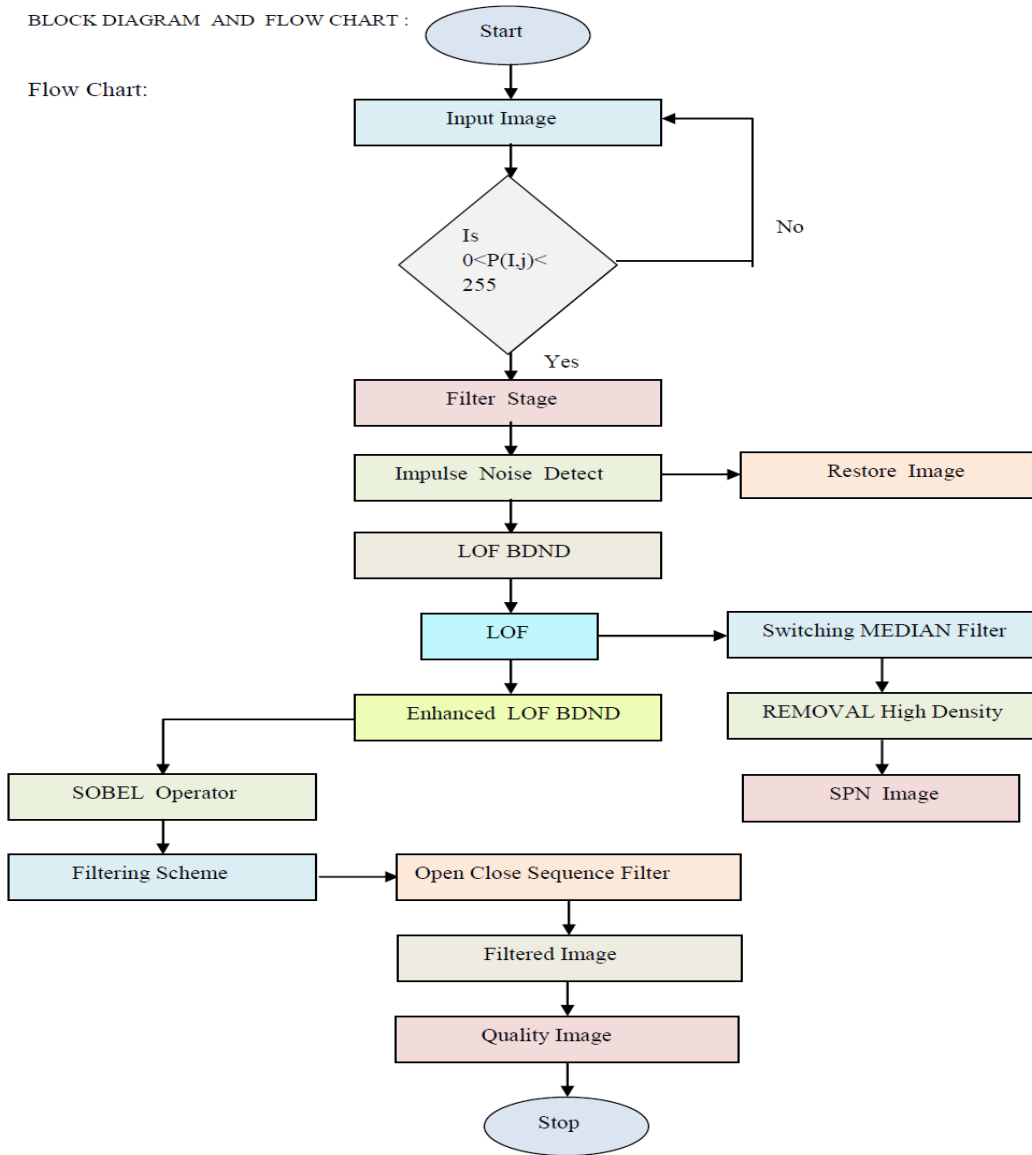 BLOCK DIAGRAM AND FLOW CHART :
Start
Flow Chart:
Input Image
Is
0<P(I,j)<
255
No
Yes
Filter Stage
Impulse Noise Detect
Restore Image
LOF BDND
LOF
Switching MEDIAN Filter
Enhanced LOF BDND
REMOVAL High Density
SOBEL Operator
SPN Image
Filtering Scheme
Open Close Sequence Filter
Filtered Image
Quality Image
Stop